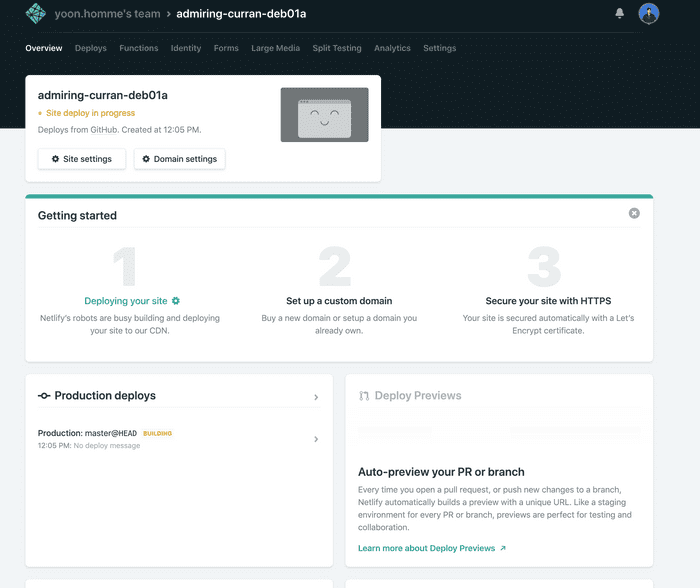 yoon.homme's team > admiring-curran-deb01a
Overview Deploys Functions Identity Forms Large Media Split Testing Analytics Settings
admiring-curran-deb01a
Site deploy in progress
Deploys from GitHub. Created at 12:05 PM.
Site settings Domain settings
Getting started
1 2 3
Deploying your site Set up a custom domain Secure your site with HTTPS
Netlify's robots are busy building and deploying Buy a new domain or setup a domain you Your site is secured automatically with a Let's
your site to our CDN. already own. Encrypt certificate.
Production deploys
Production: master@HEAD BUILDING
12:05 PM: No deploy message
Deploy Previews
Auto-preview your PR or branch
Every time you open a pull request, or push new changes to a branch,
Netlify automatically builds a preview with a unique URL. Like a staging
environment for every PR or branch, previews are perfect for testing and
collaboration.
Learn more about Deploy Previews